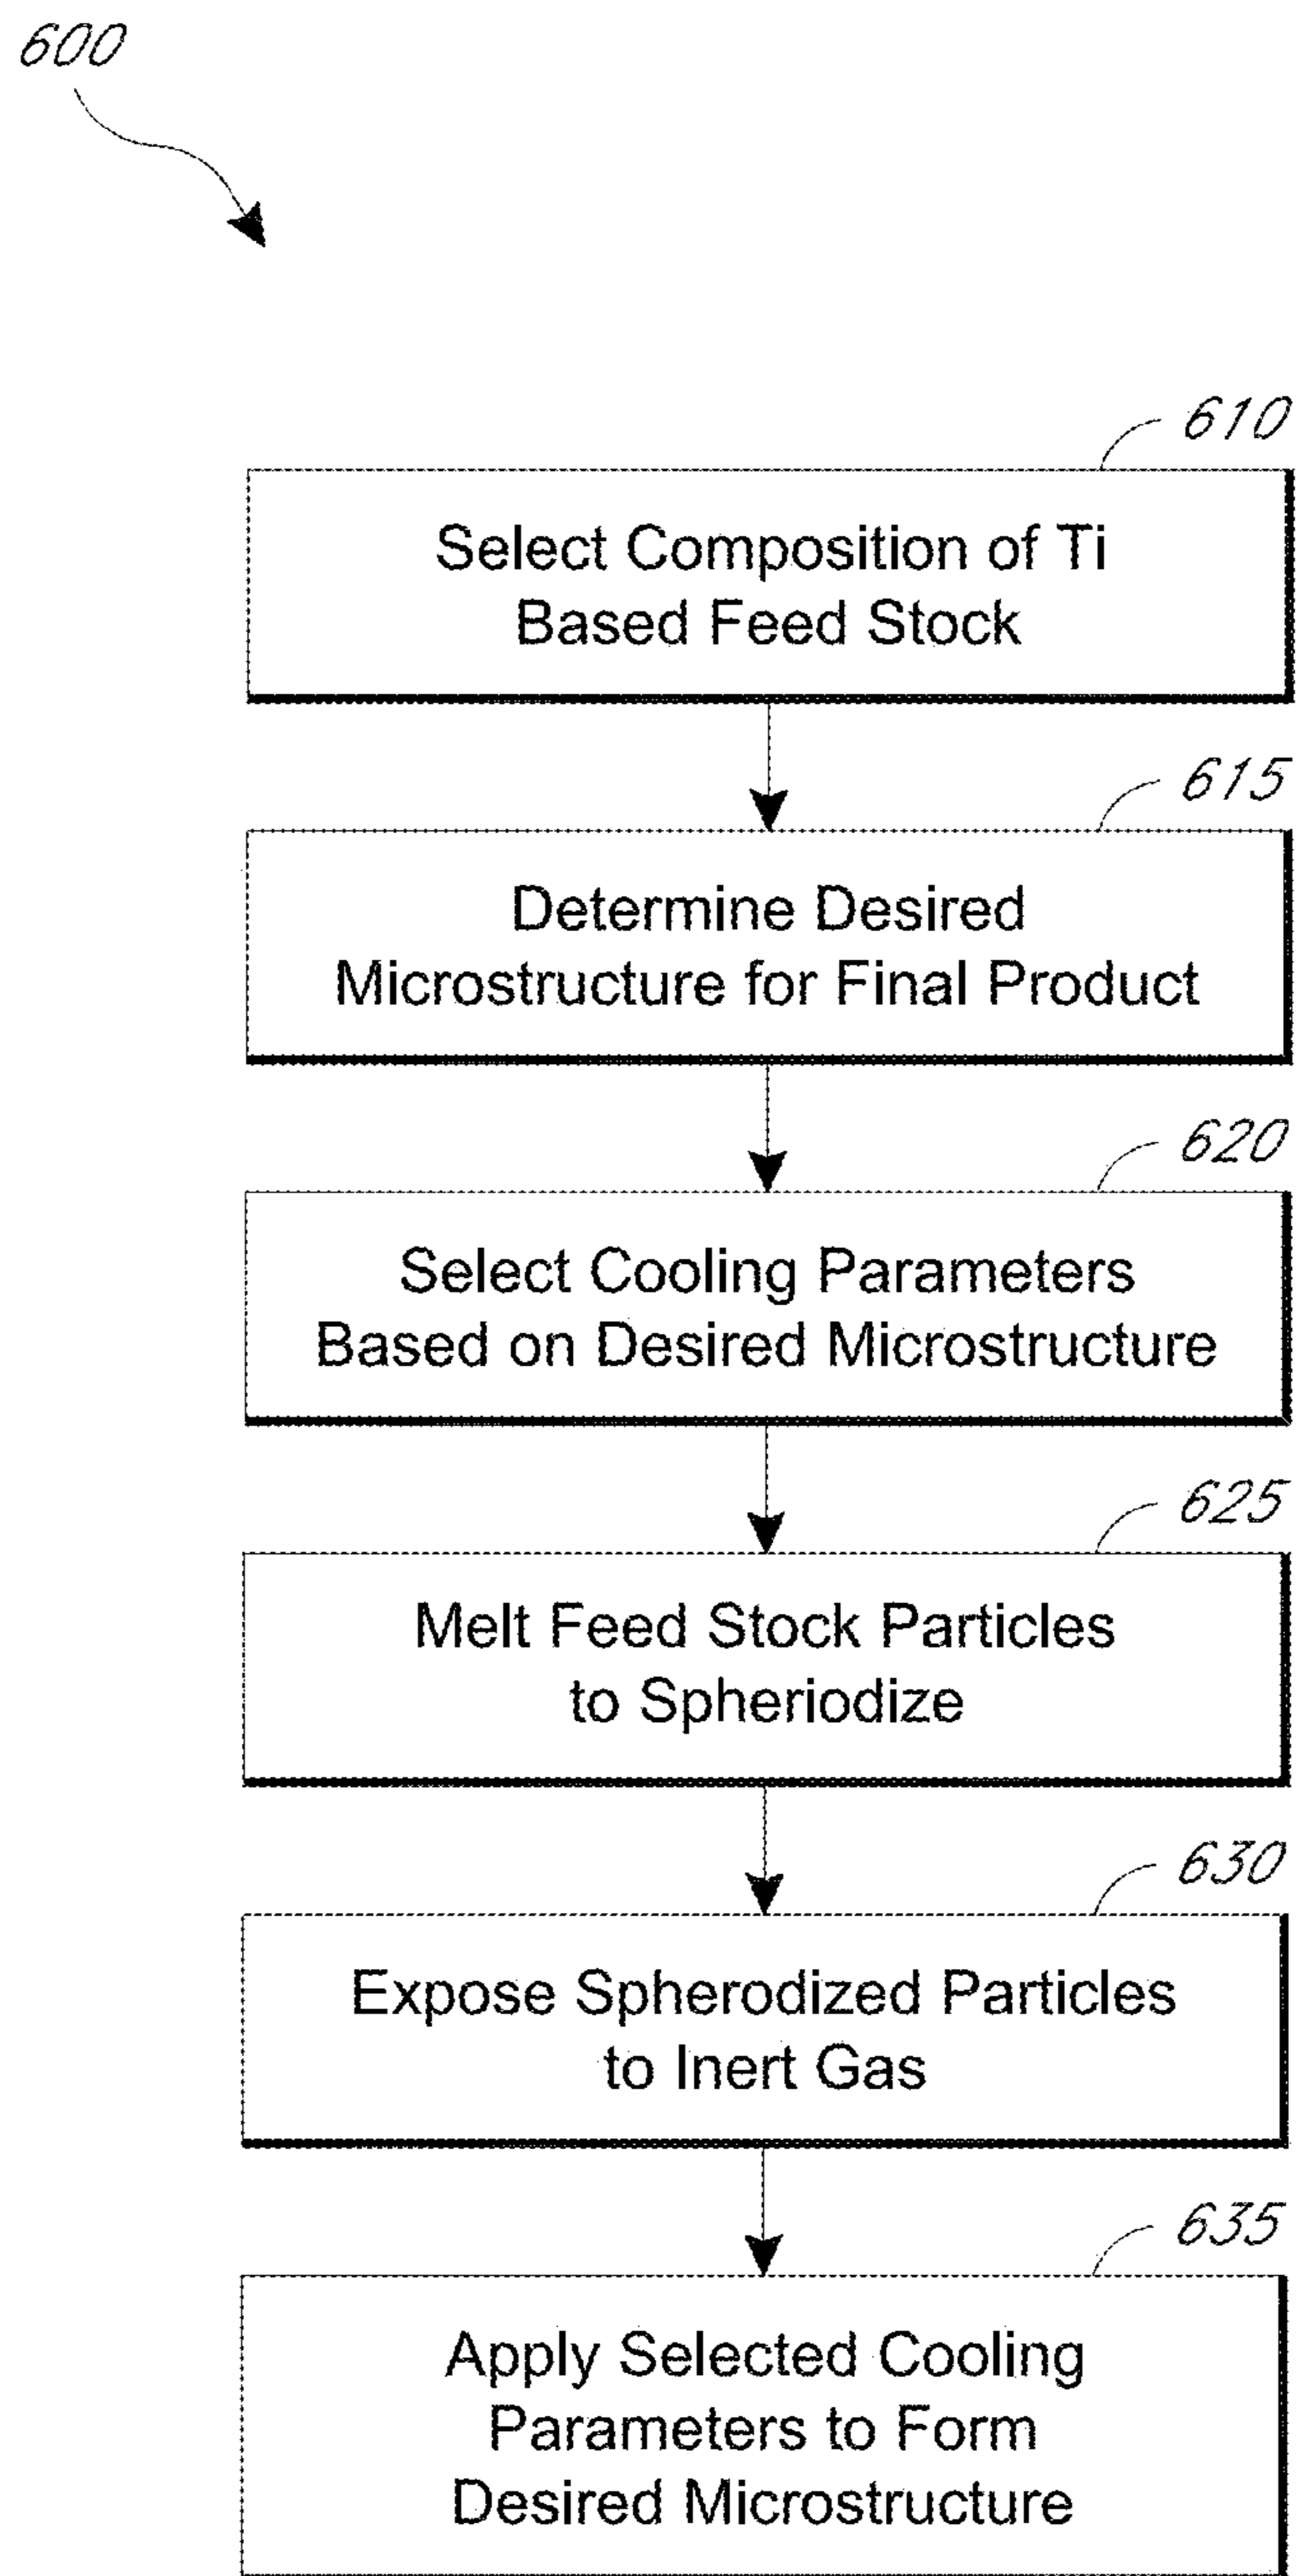 600
610
Select Composition of Ti
Based Feed Stock
615
Determine Desired
Microstructure for Final Product
620
Select Cooling Parameters
Based on Desired Microstructure
625
Melt Feed Stock Particles
to Spheriodize
630
Expose Spherodized Particles
to Inert Gas
635
Apply Selected Cooling
Parameters to Form
Desired Microstructure